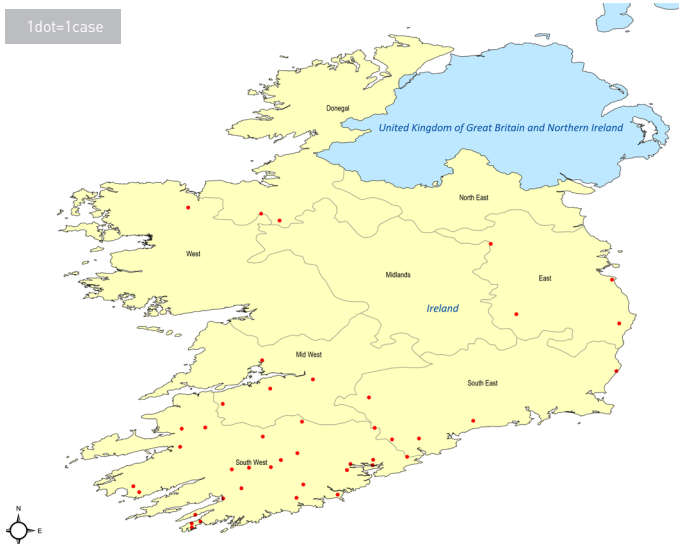 1dot=1case
Donegal
United Kingdom of Great Britain and Northern Ireland
North East
West
Midlands
East
Ireland
Mid West
South East
South West
N
E